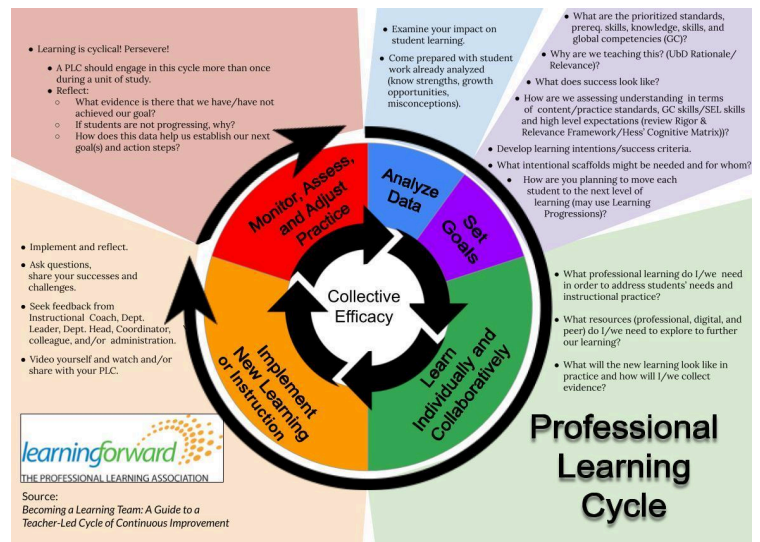 • Learning is cyclical! Persevere!
• A PLC should engage in this cycle more than once
during a unit of study.
• Reflect:
○ What evidence is there that we have/have not
achieved our goal?
○ If students are not progressing, why?
○ How does this data help us establish our next
goal(s) and action steps?
• Examine your impact on
student learning.
• Come prepared with student
work already analyzed
(know strengths, growth
opportunities,
misconceptions).
• What are the prioritized standards,
prereq. skills, knowledge, skills, and
global competencies (GC)?
• Why are we teaching this? (UbD Rationale/
Relevance)?
• What does success look like?
• How are we assessing understanding in terms
of content/practice standards, GC skills/SEL skills
and high level expectations (review Rigor &
Relevance Framework/Hess' Cognitive Matrix))?
• Develop learning intentions/success criteria.
• What intentional scaffolds might be needed and for whom?
• How are you planning to move each
student to the next level of
learning (may use Learning
Progressions)?
Monitor, Assess,
and Adjust
Practice
Analyze
Data
Set
Goals
Collective
Efficacy
Implement
New Learning
or Instruction
Learn
Individually and
Collaboratively
• Implement and reflect.
• Ask questions,
share your successes and
challenges.
• Seek feedback from
Instructional Coach, Dept.
Leader, Dept. Head, Coordinator,
colleague, and/or administration.
• Video yourself and watch and/or
share with your PLC.
• What professional learning do I/we need
in order to address students' needs and
instructional practice?
• What resources (professional, digital, and
peer) do I/we need to explore to further
our learning?
• What will the new learning look like in
practice and how will I/we collect
evidence?
learningforward
THE PROFESSIONAL LEARNING ASSOCIATION
Source:
Becoming a Learning Team: A Guide to a
Teacher-Led Cycle of Continuous Improvement
Professional
Learning
Cycle